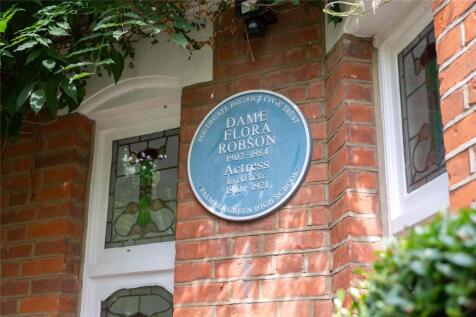 SOUTHGATE DISTRICT CIVIC TRUST
DAME
FLORA
ROBSON
1902 - 1984
Actress
lived here
1910 - 1921
PALMERS GREEN HIGH SCHOOL